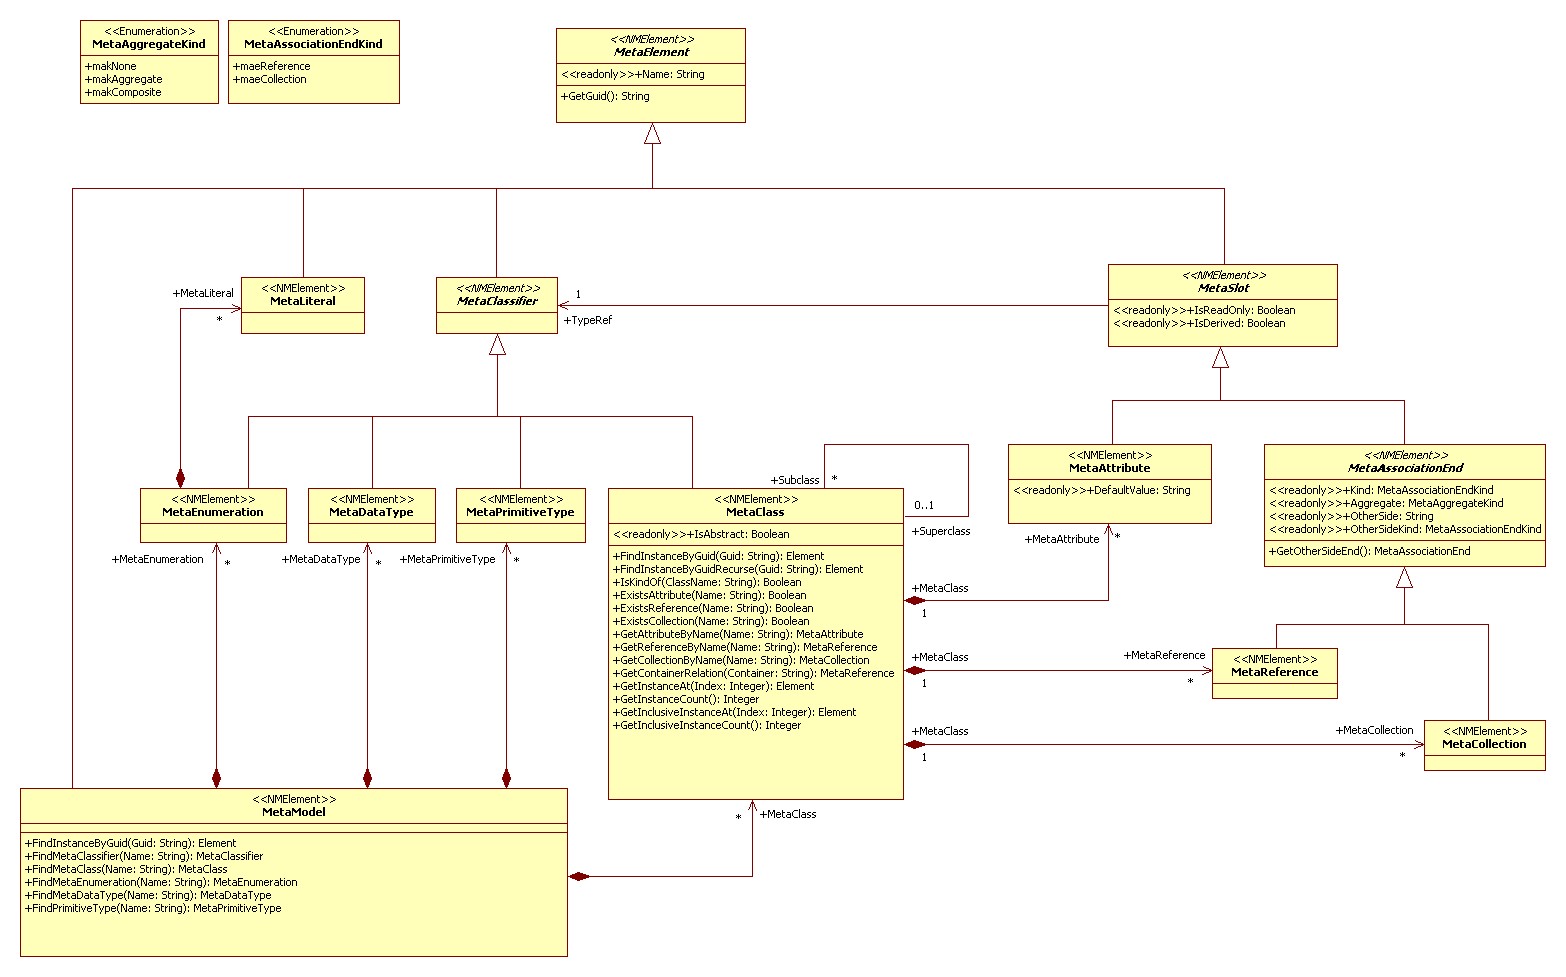 <<Enumeration>>
MetaAggregateKind
+makNone
+makAggregate
+makComposite
<<Enumeration>>
MetaAssociationEndKind
+maeReference
+maeCollection
<<NMElement>>
MetaElement
<<readonly>>+Name: String
+GetGuid(): String
+MetaLiteral
*
<<NMElement>>
MetaLiteral
<<NMElement>>
MetaClassifier
1
+TypeRef
<<NMElement>>
MetaSlot
<<readonly>>+IsReadOnly: Boolean
<<readonly>>+IsDerived: Boolean
<<NMElement>>
MetaEnumeration
<<NMElement>>
MetaDataType
<<NMElement>>
MetaPrimitiveType
+MetaEnumeration
*
+MetaDataType
*
+MetaPrimitiveType
*
+Subclass
*
0..1
+Superclass
<<NMElement>>
MetaClass
<<readonly>>+IsAbstract: Boolean
+FindInstanceByGuid(Guid: String): Element
+FindInstanceByGuidRecurse(Guid: String): Element
+IsKindOf(ClassName: String): Boolean
+ExistsAttribute(Name: String): Boolean
+ExistsReference(Name: String): Boolean
+ExistsCollection(Name: String): Boolean
+GetAttributeByName(Name: String): MetaAttribute
+GetReferenceByName(Name: String): MetaReference
+GetCollectionByName(Name: String): MetaCollection
+GetContainerRelation(Container: String): MetaReference
+GetInstanceAt(Index: Integer): Element
+GetInstanceCount(): Integer
+GetInclusiveInstanceAt(Index: Integer): Element
+GetInclusiveInstanceCount(): Integer
<<NMElement>>
MetaAttribute
<<readonly>>+DefaultValue: String
+MetaAttribute
*
<<NMElement>>
MetaAssociationEnd
<<readonly>>+Kind: MetaAssociationEndKind
<<readonly>>+Aggregate: MetaAggregateKind
<<readonly>>+OtherSide: String
<<readonly>>+OtherSideKind: MetaAssociationEndKind
+GetOtherSideEnd(): MetaAssociationEnd
+MetaClass
1
+MetaClass
1
+MetaReference
*
<<NMElement>>
MetaReference
+MetaClass
1
+MetaCollection
*
<<NMElement>>
MetaCollection
<<NMElement>>
MetaModel
+FindInstanceByGuid(Guid: String): Element
+FindMetaClassifier(Name: String): MetaClassifier
+FindMetaClass(Name: String): MetaClass
+FindMetaEnumeration(Name: String): MetaEnumeration
+FindMetaDataType(Name: String): MetaDataType
+FindPrimitiveType(Name: String): MetaPrimitiveType
*
+MetaClass